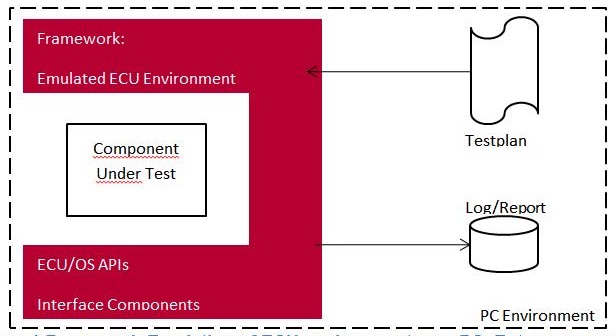 Framework:
Emulated ECU Environment
Component
Under Test
ECU/OS APIs
Interface Components
Testplan
Log/Report
PC Environment